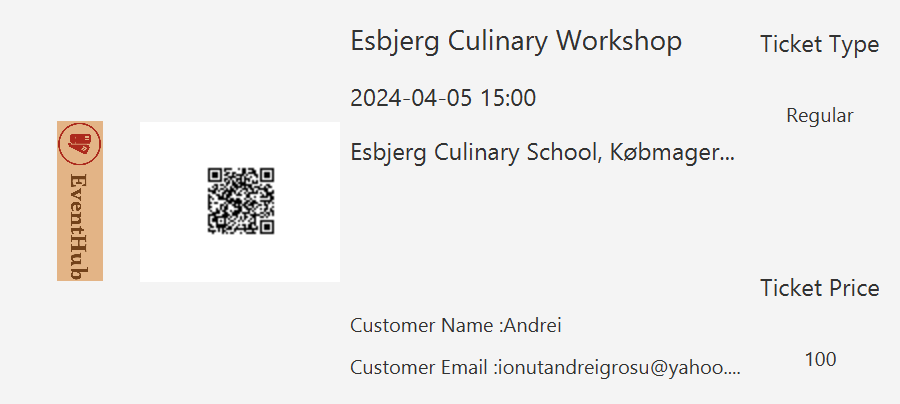 EventHub
Esbjerg Culinary Workshop
2024-04-05 15:00
Esbjerg Culinary School, Købmager...
Customer Name :Andrei
Customer Email :ionutandreigrosu@yahoo....
Ticket Type
Regular
Ticket Price
100